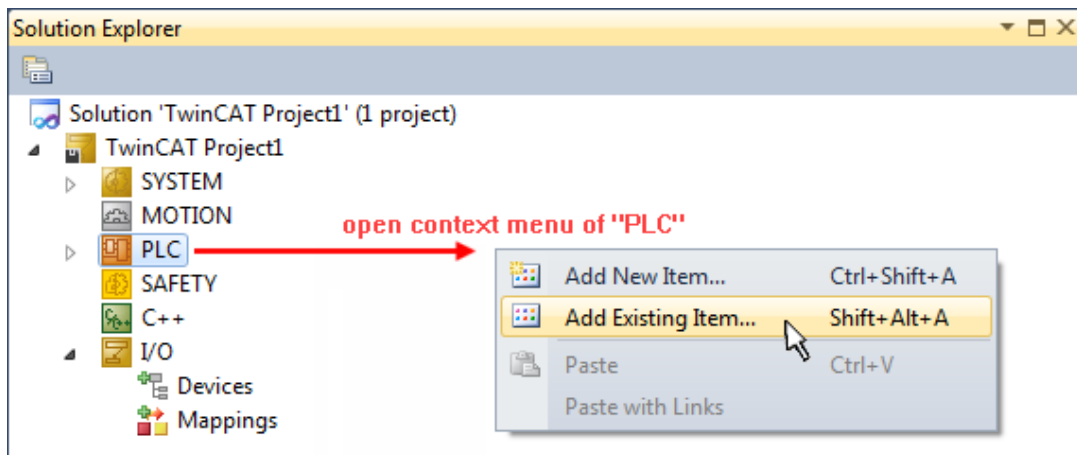 Solution Explorer
Solution 'TwinCAT Project1' (1 project)
TwinCAT Project1
SYSTEM
MOTION
open context menu of "PLC"
PLC
Add New Item... Ctrl+Shift+A
SAFETY
Add Existing Item... Shift+Alt+A
C++
I/O
Paste Ctrl+V
Devices
Paste with Links
Mappings